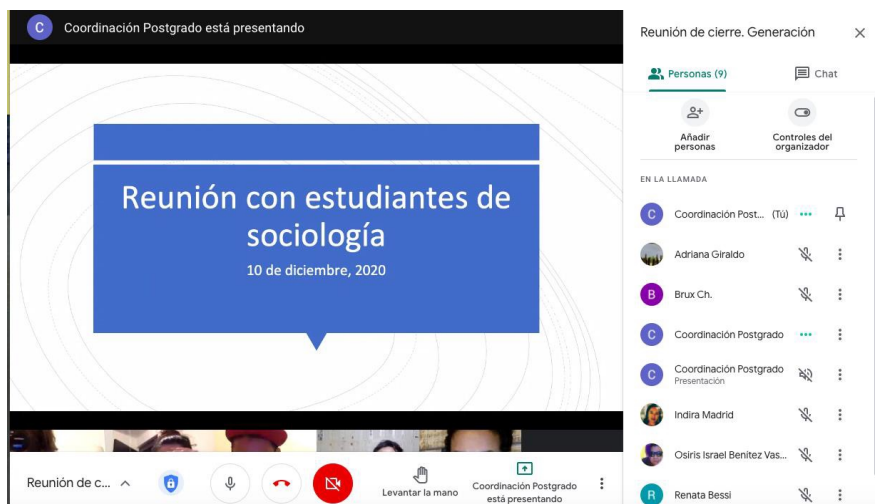 C
Coordinación Postgrado está presentando
Reunión con estudiantes de
sociología
10 de diciembre, 2020
Reunión de c...
Levantar la mano
Coordinación Postgrado
está presentando
Reunión de cierre. Generación
Personas (9)
Chat
Añadir
personas
Controles del
organizador
EN LA LLAMADA
C
Coordinación Post... (Tú)
Adriana Giraldo
B
Brux Ch.
C
Coordinación Postgrado
C
Coordinación Postgrado
Presentación
Indira Madrid
Osiris Israel Benítez Vas...
R
Renata Bessi